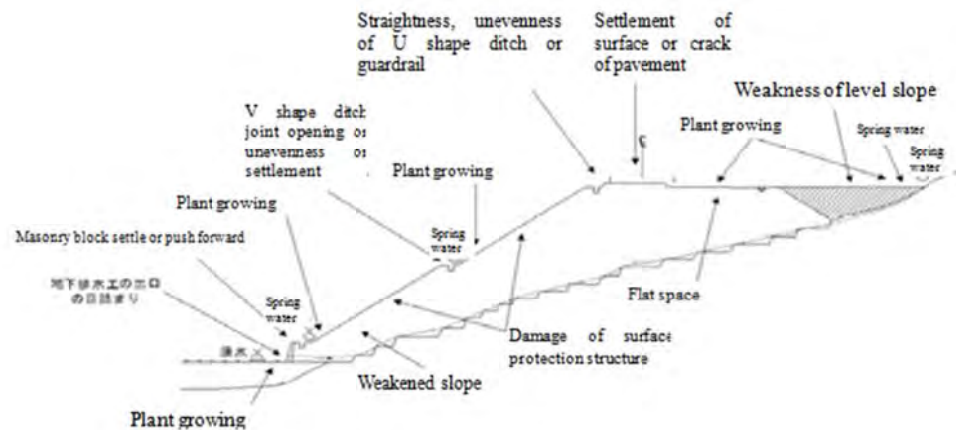 Straightness, unevenness
of U shape ditch or
guardrail
Settlement of
surface or crack
of pavement
V shape ditch
joint opening or
unevenness or
settlement
Weakness of level slope
Plant growing
Spring water
Spring
water
Plant growing
Plant growing
Spring
water
Masonry block settle or push forward
地下排水工の出口
の目詰まり
Spring
water
湧水
Flat space
Damage of surface
protection structure
Weakened slope
Plant growing